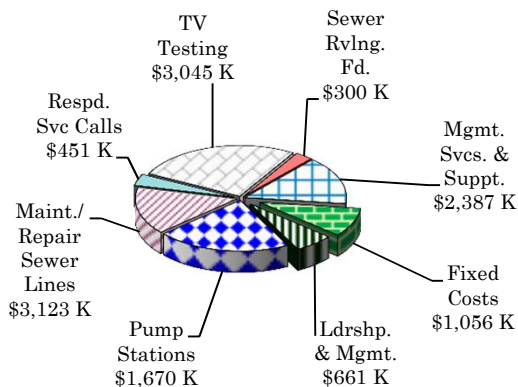 TV
Testing
$3,045 K
Sewer
Rvlng.
Fd.
$300 K
Mgmt.
Svcs. &
Suppt.
$2,387 K
Fixed
Costs
$1,056 K
Ldrshp.
& Mgmt.
$661 K
Pump
Stations
$1,670 K
Maint./
Repair
Sewer
Lines
$3,123 K
Respd.
Svc Calls
$451 K